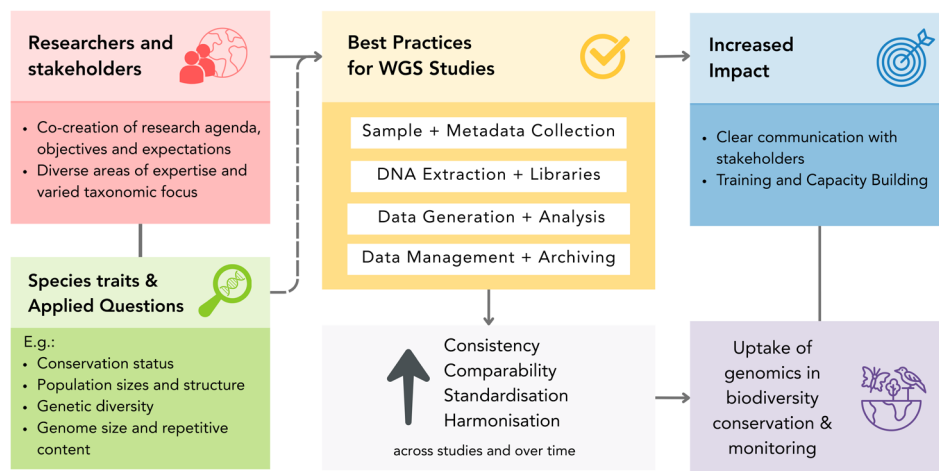 Researchers and
stakeholders
• Co-creation of research agenda,
objectives and expectations
• Diverse areas of expertise and
varied taxonomic focus
Species traits &
Applied Questions
E.g.:
• Conservation status
• Population sizes and structure
• Genetic diversity
• Genome size and repetitive
content
Best Practices
for WGS Studies
Sample + Metadata Collection
DNA Extraction + Libraries
Data Generation + Analysis
Data Management + Archiving
Consistency
Comparability
Standardisation
Harmonisation
across studies and over time
Increased
Impact
• Clear communication with
stakeholders
• Training and Capacity Building
Uptake of
genomics in
biodiversity
conservation &
monitoring